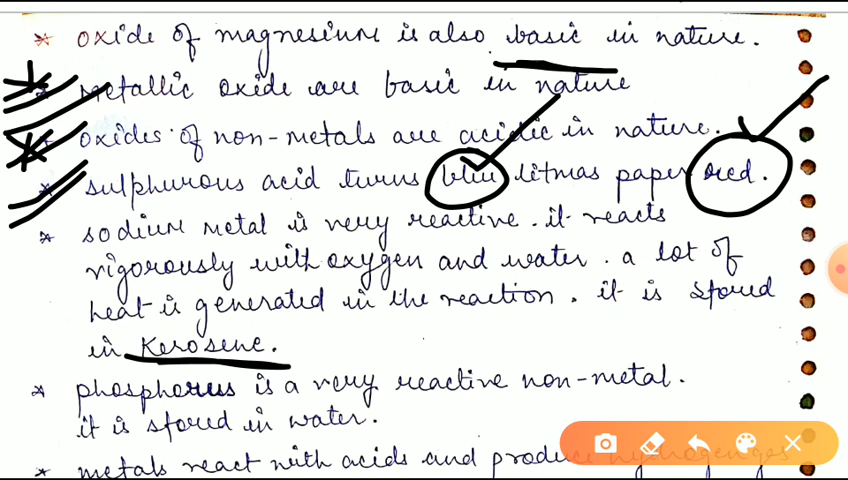 * oxide of magnesium is also basic in nature.
* Metallic oxide are basic in nature
* oxides of non-metals are acidic in nature.
* sulphurous acid turns blue litmas paper red.
* sodium metal is very reactive. it reacts
vigorously with oxygen and water. a lot of
heat is generated in the reaction. it is stored
in Kerosene.
* phosphorus is a very reactive non-metal.
it is stored in water.
* metals react with acids and produce hydrogen gas